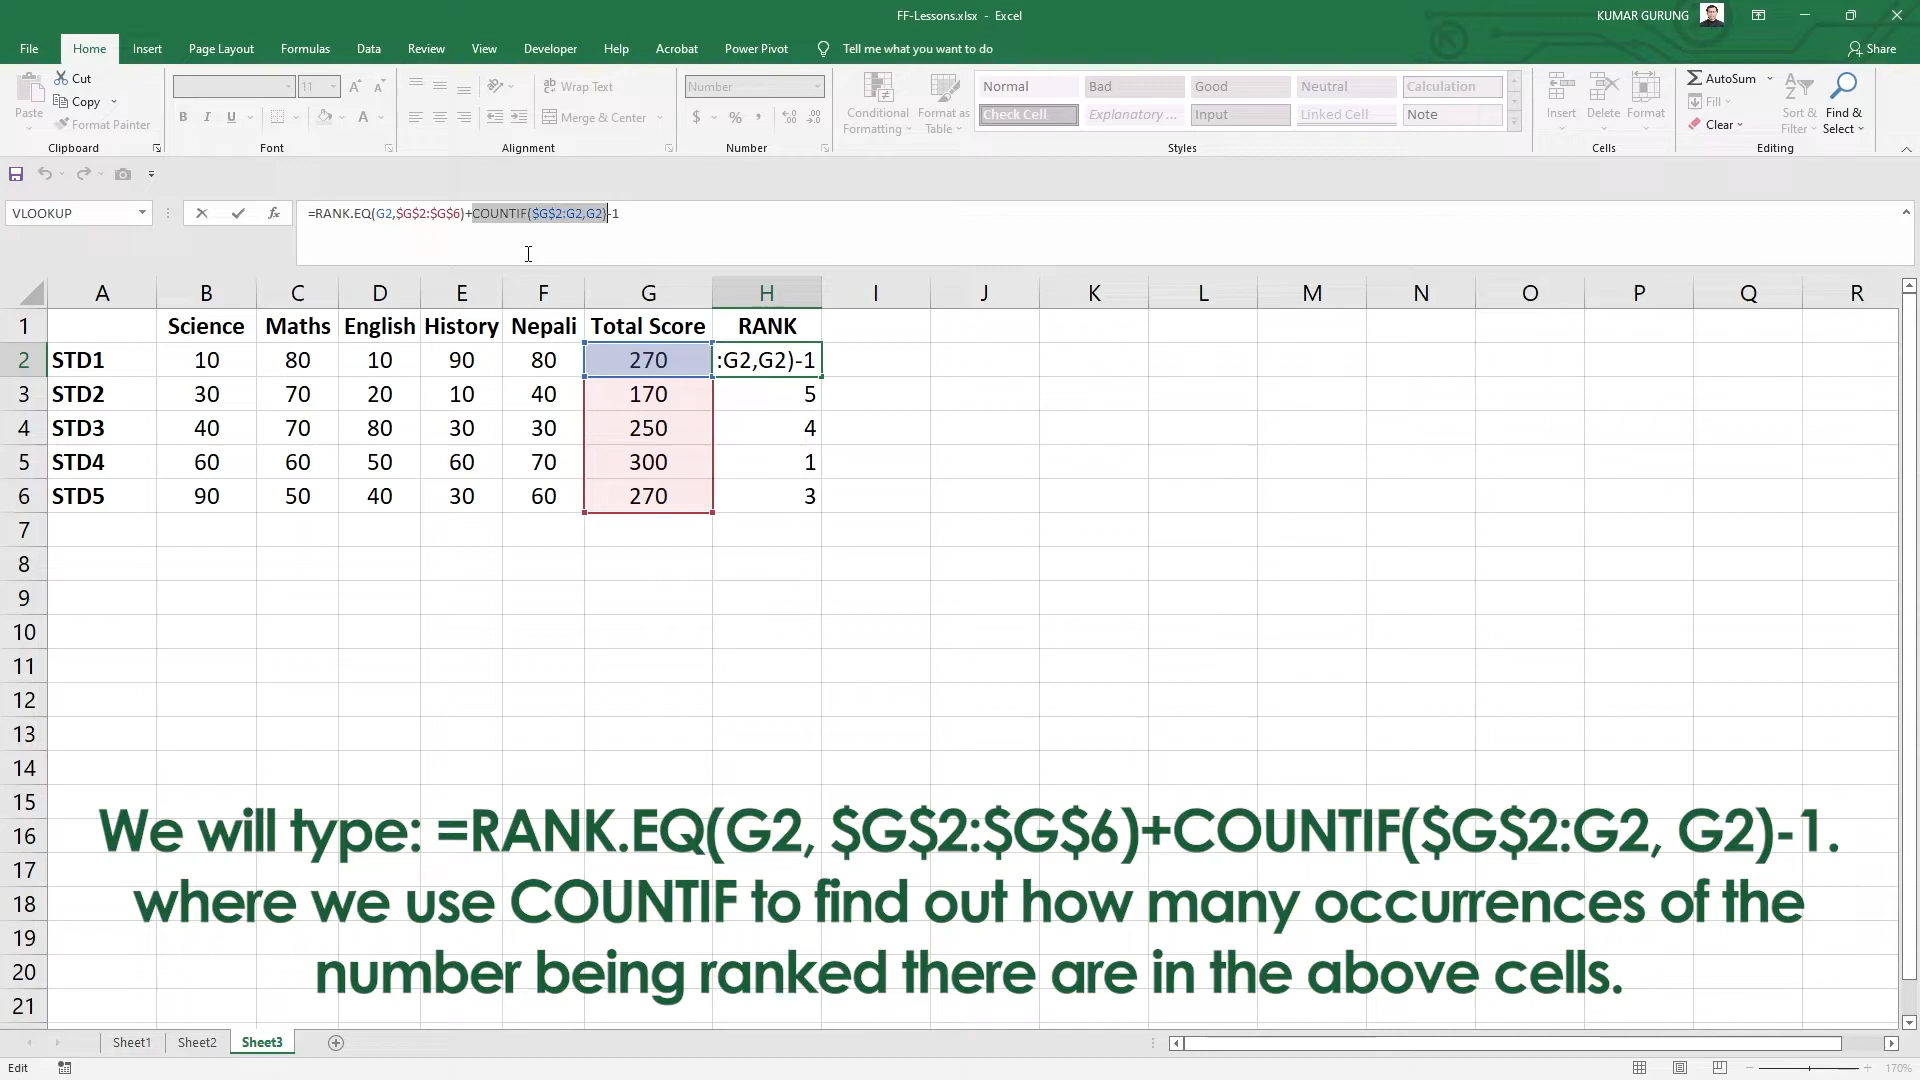 FF-Lessons.xlsx - Excel
KUMAR GURUNG
File Home Insert Page Layout Formulas Data Review View Developer Help Acrobat Power Pivot Tell me what you want to do Share
Paste
Cut
Copy
Format Painter
Clipboard
11
B I U
Font
Wrap Text
Merge & Center
Alignment
Number
$ % ,
Number
Conditional Formatting
Format as Table
Normal Bad Good Neutral Calculation
Check Cell Explanatory ... Input Linked Cell Note
Styles
Insert Delete Format
Cells
AutoSum
Fill
Clear
Sort & Filter
Find & Select
Editing
VLOOKUP
fx
=RANK.EQ(G2,$G$2:$G$6)+COUNTIF($G$2:G2,G2)-1
A B C D E F G H I J K L M N O P Q R
1 Science Maths English History Nepali Total Score RANK
2 STD1 10 80 10 90 80 270 :G2,G2)-1
3 STD2 30 70 20 10 40 170 5
4 STD3 40 70 80 30 30 250 4
5 STD4 60 60 50 60 70 300 1
6 STD5 90 50 40 30 60 270 3
7
8
9
10
11
12
13
14
15
16
17
18
19
20
21
We will type: =RANK.EQ(G2, $G$2:$G$6)+COUNTIF($G$2:G2, G2)-1.
where we use COUNTIF to find out how many occurrences of the
number being ranked there are in the above cells.
Sheet1 Sheet2 Sheet3
Edit
170%